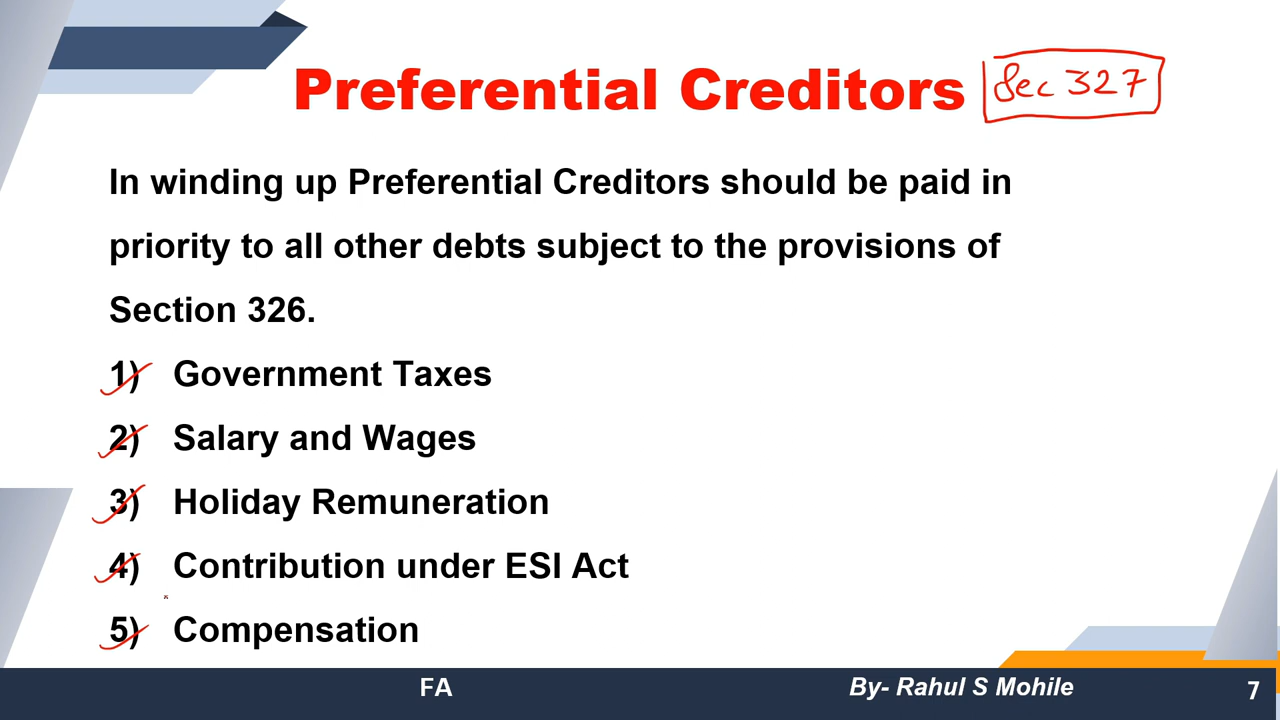 Preferential Creditors Sec 327
In winding up Preferential Creditors should be paid in
priority to all other debts subject to the provisions of
Section 326.
1) Government Taxes
2) Salary and Wages
3) Holiday Remuneration
4) Contribution under ESI Act
5) Compensation
FA By- Rahul S Mohile 7